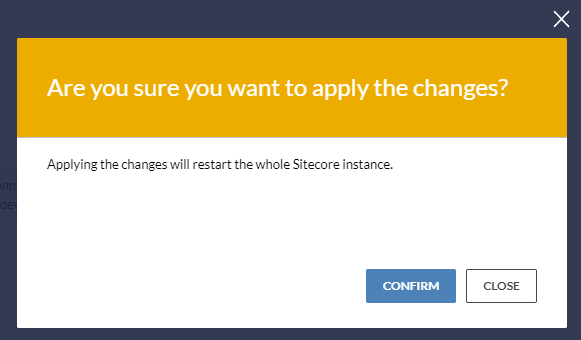 Are you sure you want to apply the changes?
Applying the changes will restart the whole Sitecore instance.
CONFIRM
CLOSE